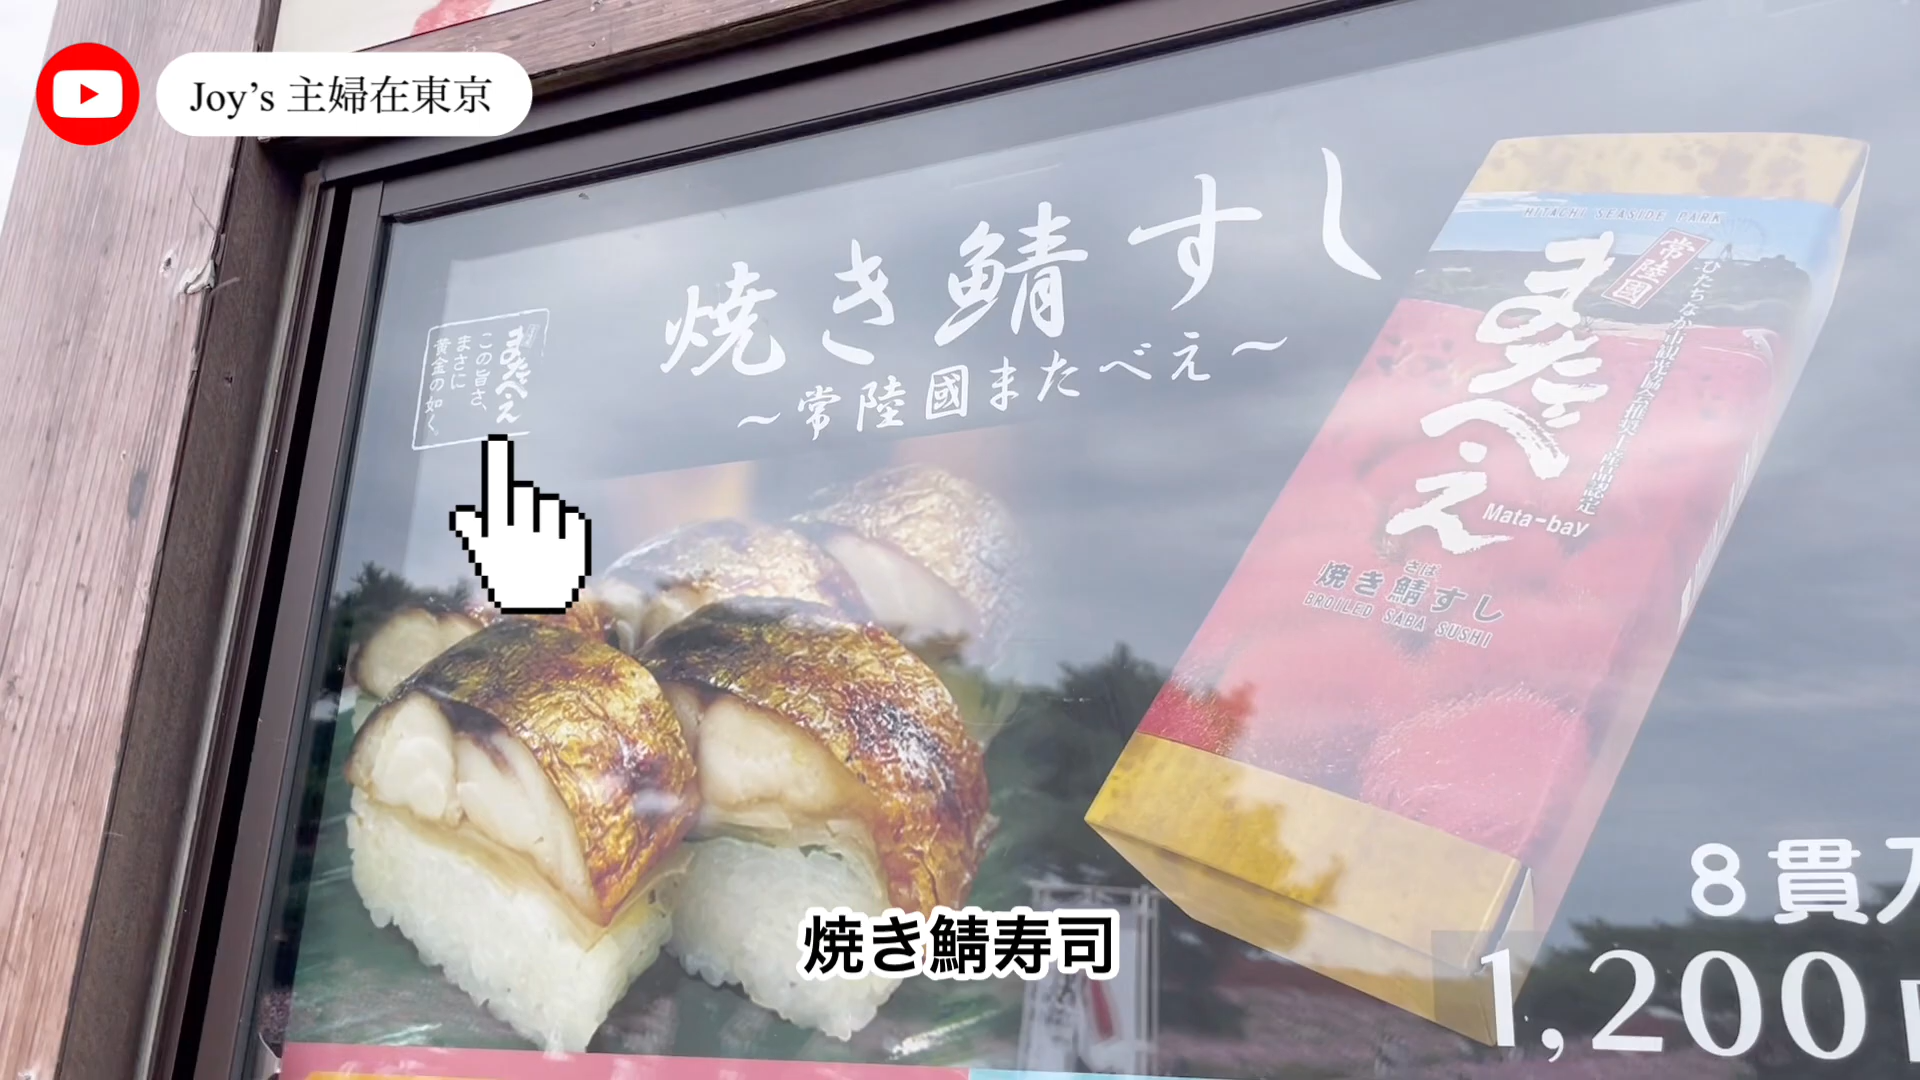 Joy's 主婦在東京
焼き鯖すし
～常陸國またべえ～
またべえ
この旨さ、
まさに
黄金の如く。
HITACHI SEASIDE PARK
常陸國
またべえ
ひたちなか市観光協会推奨土産品認定
Mata-bay
さば
焼き鯖すし
BROILED SABA SUSHI
8貫入
1,200
焼き鯖寿司